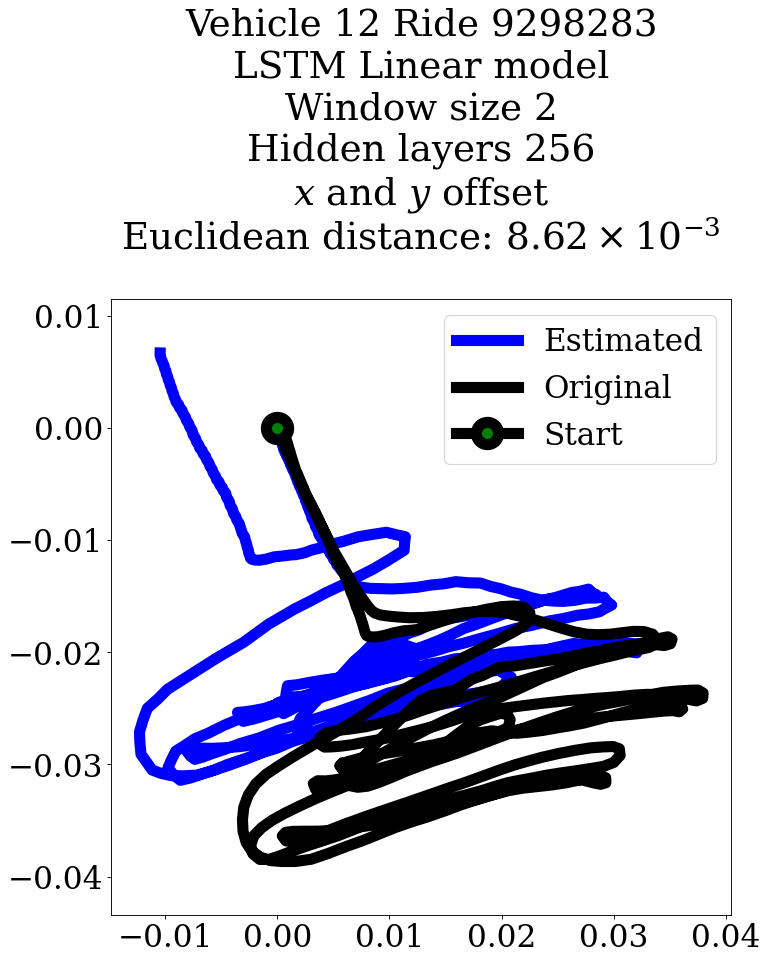 Vehicle 12 Ride 9298283
LSTM Linear model
Window size 2
Hidden layers 256
x and y offset
Euclidean distance: 8.62 × 10⁻³
Estimated
Original
Start
0.01
0.00
−0.01
−0.02
−0.03
−0.04
−0.01 0.00 0.01 0.02 0.03 0.04